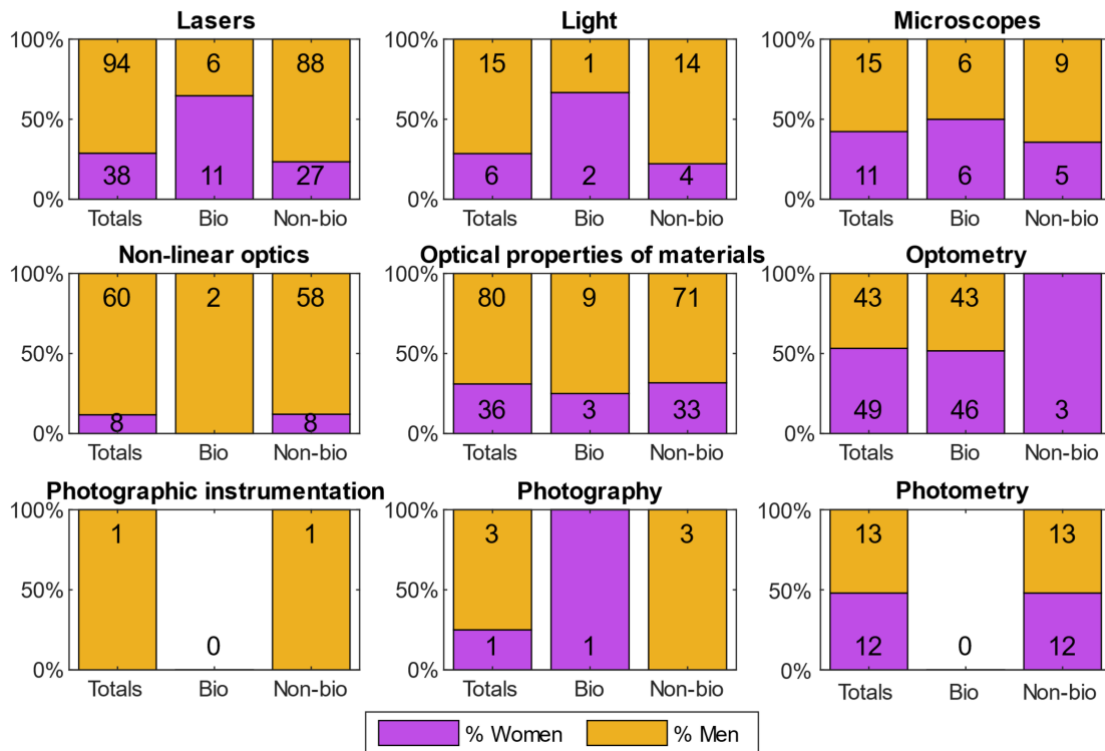 Lasers Light Microscopes
100% 94 6 88 100% 15 1 14 100% 15 6 9
50% 50% 50%
0% 38 11 27 0% 6 2 4 0% 11 6 5
Totals Bio Non-bio Totals Bio Non-bio Totals Bio Non-bio
Non-linear optics Optical properties of materials Optometry
100% 60 2 58 100% 80 9 71 100% 43 43
50% 50% 50%
0% 8 8 0% 36 3 33 0% 49 46 3
Totals Bio Non-bio Totals Bio Non-bio Totals Bio Non-bio
Photographic instrumentation Photography Photometry
100% 1 1 100% 3 3 100% 13 13
50% 50% 50%
0% 0 0% 1 1 0% 12 0 12
Totals Bio Non-bio Totals Bio Non-bio Totals Bio Non-bio
% Women % Men